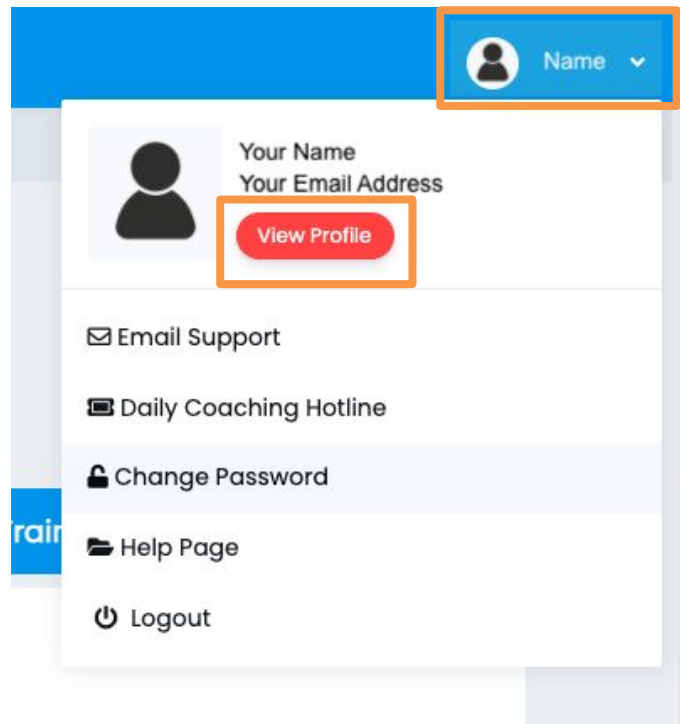 Name
Your Name
Your Email Address
View Profile
Email Support
Daily Coaching Hotline
Change Password
Help Page
Logout